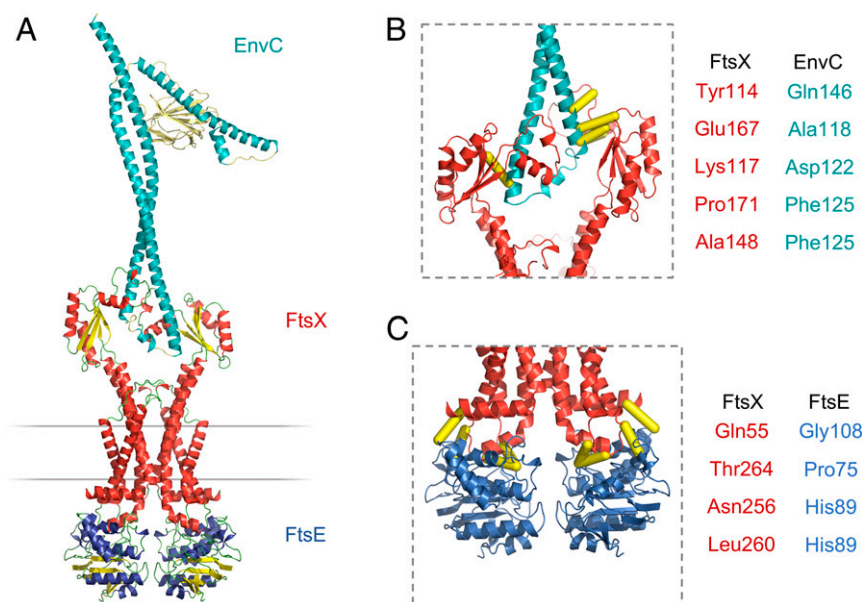 A
EnvC
FtsX
FtsE
B
FtsX EnvC
Tyr114 Gln146
Glu167 Ala118
Lys117 Asp122
Pro171 Phe125
Ala148 Phe125
C
FtsX FtsE
Gln55 Gly108
Thr264 Pro75
Asn256 His89
Leu260 His89